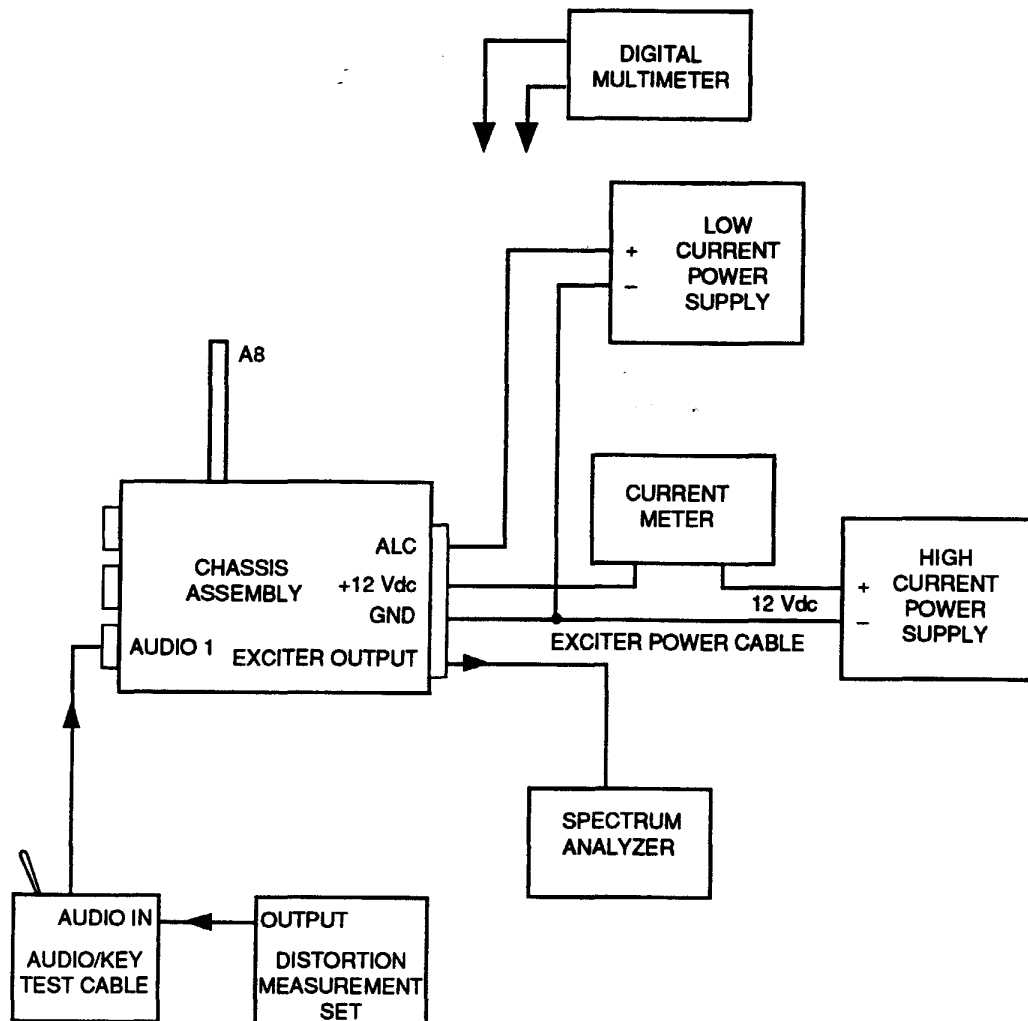 DIGITAL
MULTIMETER
LOW
CURRENT
POWER
SUPPLY
+
–
A8
CURRENT
METER
CHASSIS
ASSEMBLY
ALC
+12 Vdc
GND
AUDIO 1
EXCITER OUTPUT
12 Vdc
EXCITER POWER CABLE
HIGH
CURRENT
POWER
SUPPLY
+
–
SPECTRUM
ANALYZER
AUDIO IN
AUDIO/KEY
TEST CABLE
OUTPUT
DISTORTION
MEASUREMENT
SET